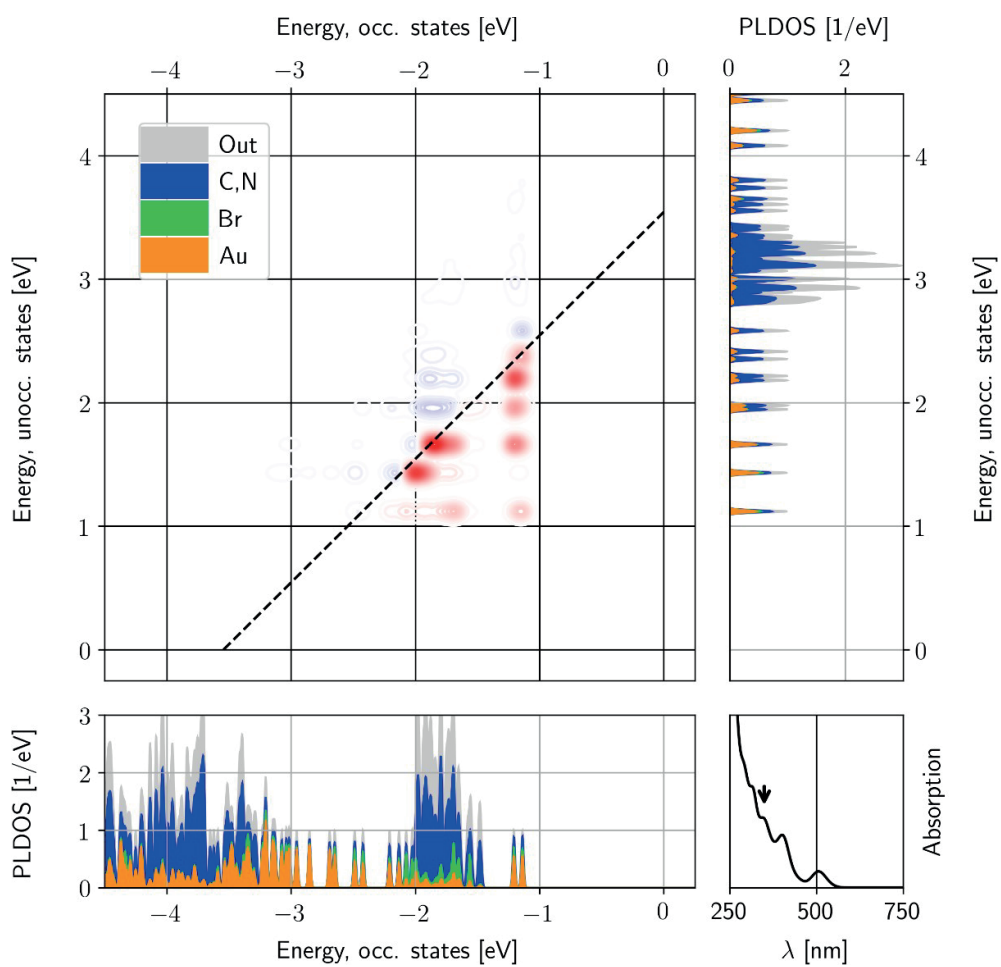 Energy, occ. states [eV]
PLDOS [1/eV]
−4 −3 −2 −1 0
0 2
Out
C,N
Br
Au
4
3
2
1
0
Energy, unocc. states [eV]
4
3
2
1
0
Energy, unocc. states [eV]
3
2
1
0
PLDOS [1/eV]
Absorption
−4 −3 −2 −1 0
250 500 750
Energy, occ. states [eV]
λ [nm]